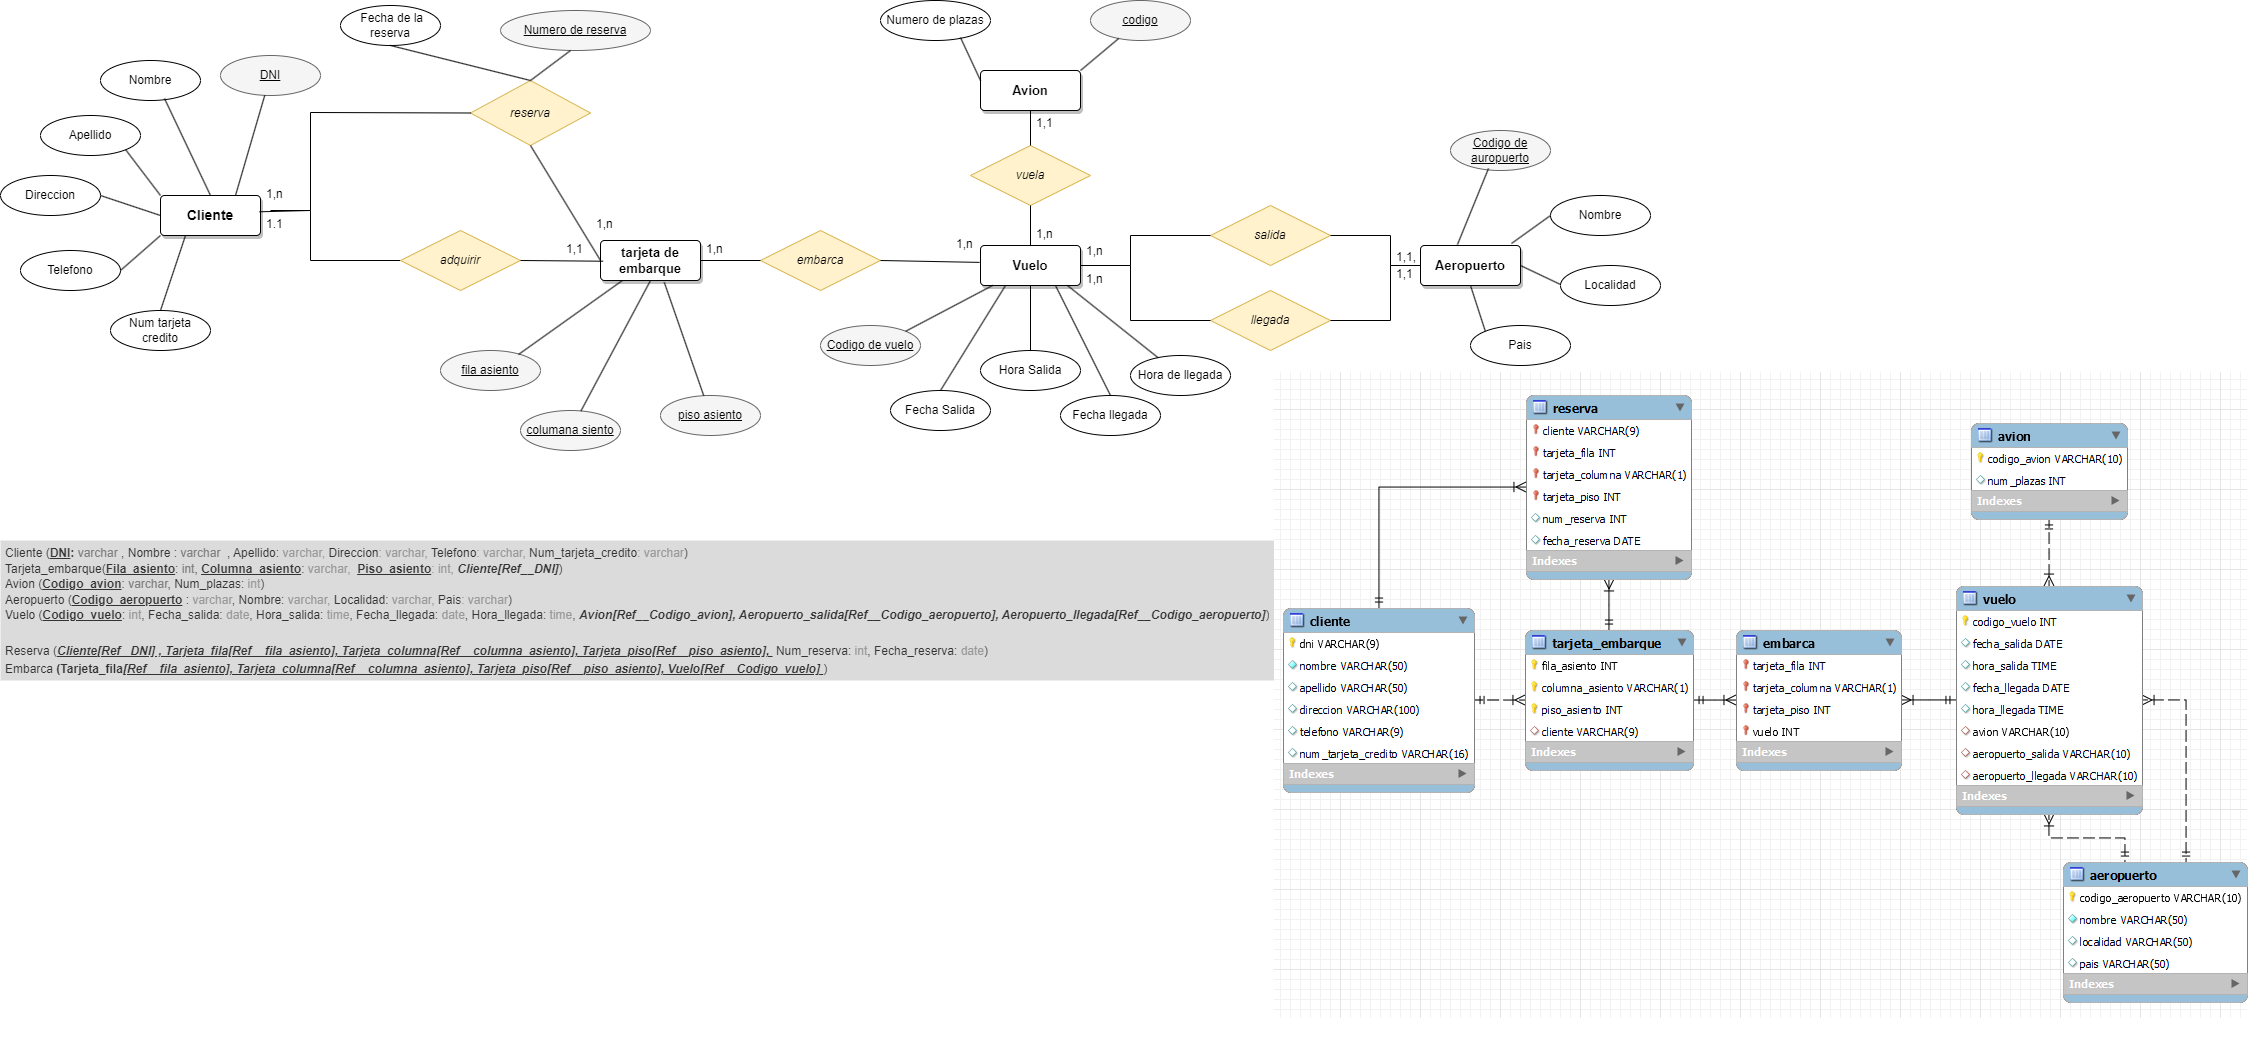 Fecha de la
reserva
Numero de reserva
Numero de plazas
codigo
Nombre
DNI
Avion
Apellido
reserva
1,1
Codigo de
auropuerto
Direccion
vuela
Cliente
1,n
1.1
Nombre
1,n
1,n
salida
Telefono
adquirir
1,1
tarjeta de
embarque
1,n
embarca
1,n
Vuelo
1,n
1,n
1,1,
1,1
Aeropuerto
Localidad
Num tarjeta
credito
llegada
Codigo de vuelo
Pais
fila asiento
Hora Salida
Hora de llegada
columana siento
piso asiento
Fecha Salida
Fecha llegada
Cliente (DNI: varchar , Nombre : varchar , Apellido: varchar, Direccion: varchar, Telefono: varchar, Num_tarjeta_credito: varchar)
Tarjeta_embarque(Fila_asiento: int, Columna_asiento: varchar, Piso_asiento: int, Cliente[Ref__DNI])
Avion (Codigo_avion: varchar, Num_plazas: int)
Aeropuerto (Codigo_aeropuerto : varchar, Nombre: varchar, Localidad: varchar, Pais: varchar)
Vuelo (Codigo_vuelo: int, Fecha_salida: date, Hora_salida: time, Fecha_llegada: date, Hora_llegada: time, Avion[Ref__Codigo_avion], Aeropuerto_salida[Ref__Codigo_aeropuerto], Aeropuerto_llegada[Ref__Codigo_aeropuerto])
Reserva (Cliente[Ref__DNI] , Tarjeta_fila[Ref__fila_asiento], Tarjeta_columna[Ref__columna_asiento], Tarjeta_piso[Ref__piso_asiento], Num_reserva: int, Fecha_reserva: date)
Embarca (Tarjeta_fila[Ref__fila_asiento], Tarjeta_columna[Ref__columna_asiento], Tarjeta_piso[Ref__piso_asiento], Vuelo[Ref__Codigo_vuelo] )
reserva
cliente VARCHAR(9)
tarjeta_fila INT
tarjeta_columna VARCHAR(1)
tarjeta_piso INT
num_reserva INT
fecha_reserva DATE
Indexes
avion
codigo_avion VARCHAR(10)
num_plazas INT
Indexes
cliente
dni VARCHAR(9)
nombre VARCHAR(50)
apellido VARCHAR(50)
direccion VARCHAR(100)
telefono VARCHAR(9)
num_tarjeta_credito VARCHAR(16)
Indexes
tarjeta_embarque
fila_asiento INT
columna_asiento VARCHAR(1)
piso_asiento INT
cliente VARCHAR(9)
Indexes
embarca
tarjeta_fila INT
tarjeta_columna VARCHAR(1)
tarjeta_piso INT
vuelo INT
Indexes
vuelo
codigo_vuelo INT
fecha_salida DATE
hora_salida TIME
fecha_llegada DATE
hora_llegada TIME
avion VARCHAR(10)
aeropuerto_salida VARCHAR(10)
aeropuerto_llegada VARCHAR(10)
Indexes
aeropuerto
codigo_aeropuerto VARCHAR(10)
nombre VARCHAR(50)
localidad VARCHAR(50)
pais VARCHAR(50)
Indexes